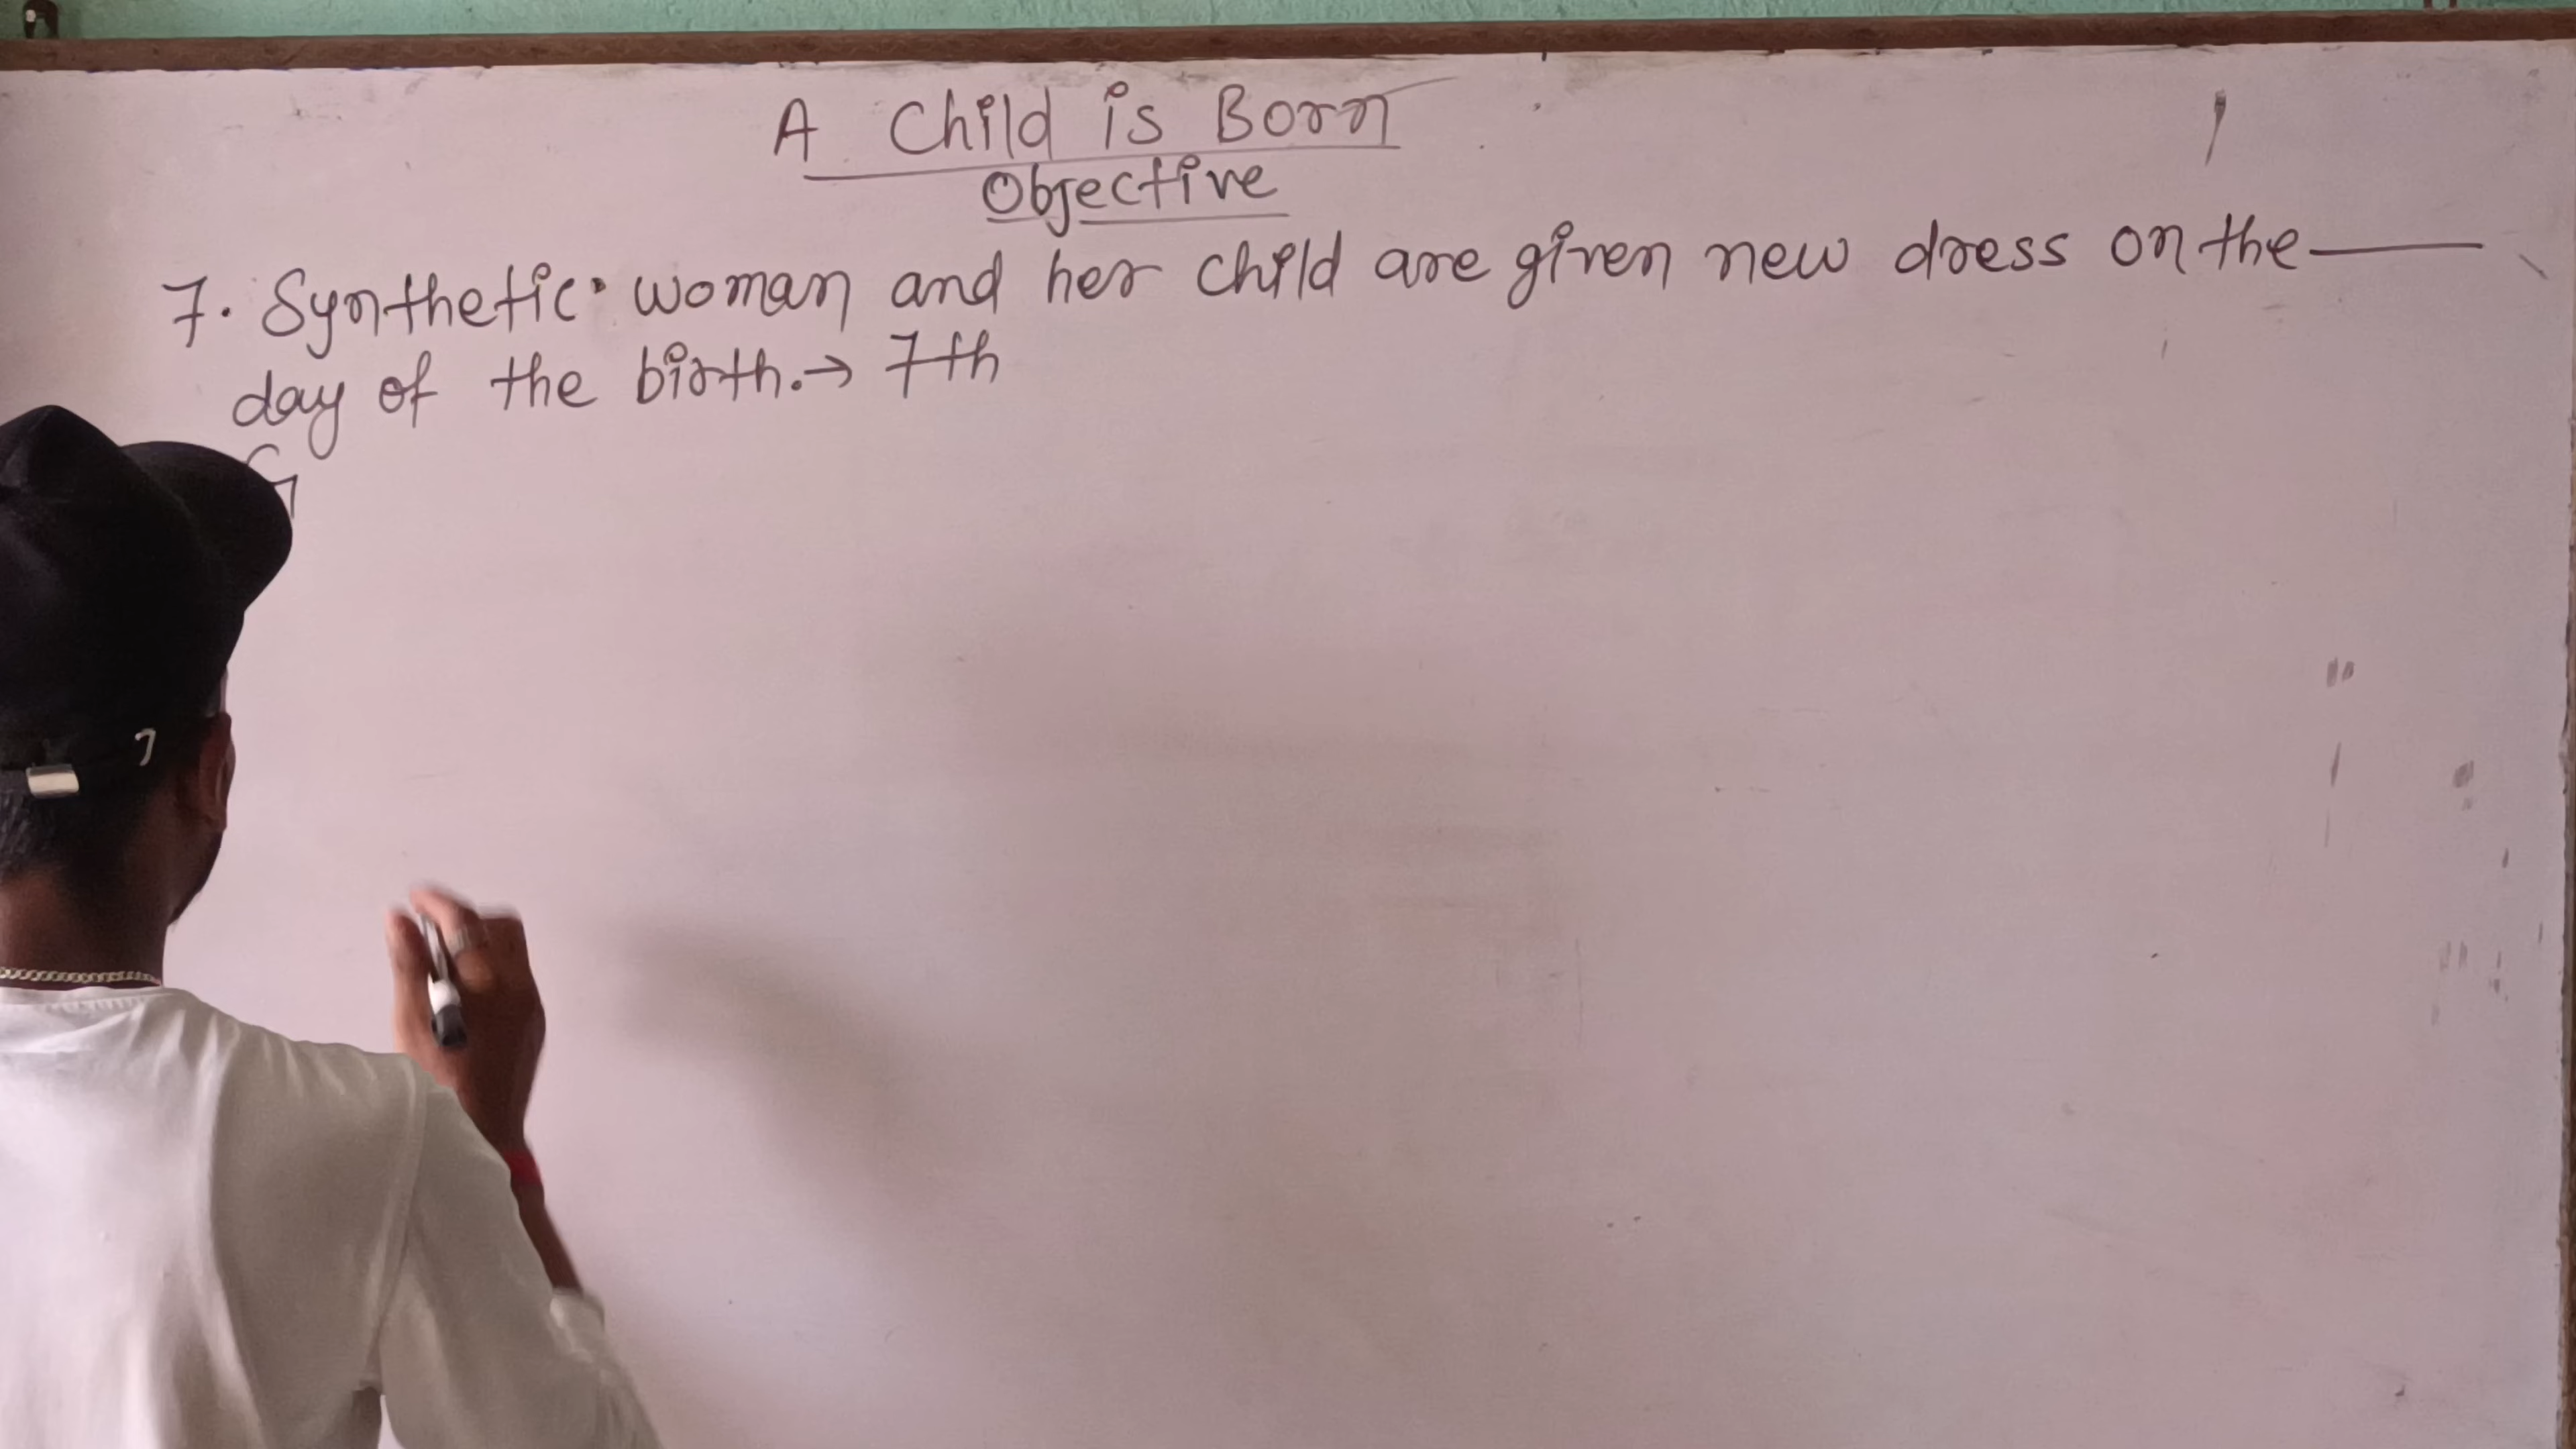 A Child is Born
Objective
7. Synthetic woman and her child are given new dress on the ——
day of the birth. → 7th
G